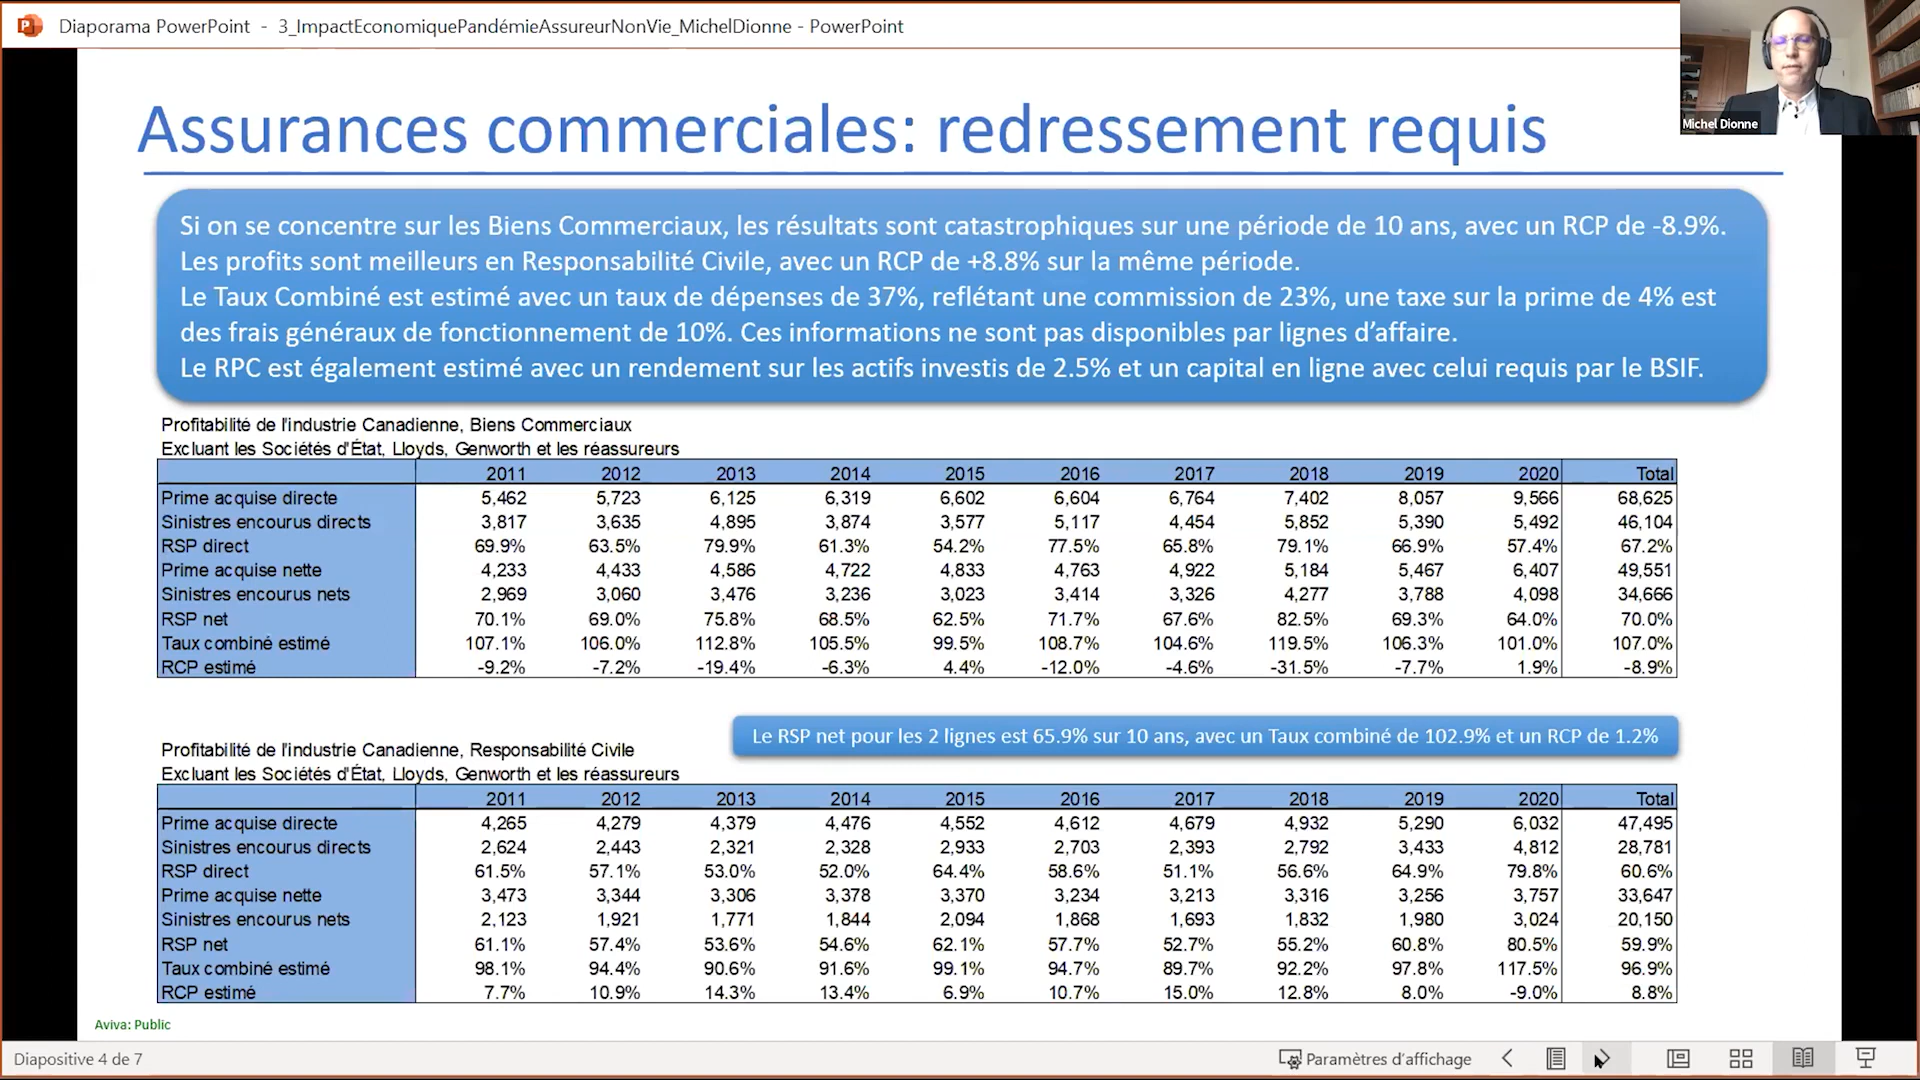 Diaporama PowerPoint - 3_ImpactEconomiquePandémieAssureurNonVie_MichelDionne - PowerPoint
Michel Dionne
Assurances commerciales: redressement requis
Si on se concentre sur les Biens Commerciaux, les résultats sont catastrophiques sur une période de 10 ans, avec un RCP de -8.9%.
Les profits sont meilleurs en Responsabilité Civile, avec un RCP de +8.8% sur la même période.
Le Taux Combiné est estimé avec un taux de dépenses de 37%, reflétant une commission de 23%, une taxe sur la prime de 4% est
des frais généraux de fonctionnement de 10%. Ces informations ne sont pas disponibles par lignes d'affaire.
Le RPC est également estimé avec un rendement sur les actifs investis de 2.5% et un capital en ligne avec celui requis par le BSIF.
Profitabilité de l'industrie Canadienne, Biens Commerciaux
Excluant les Sociétés d'État, Lloyds, Genworth et les réassureurs
2011 2012 2013 2014 2015 2016 2017 2018 2019 2020 Total
Prime acquise directe 5,462 5,723 6,125 6,319 6,602 6,604 6,764 7,402 8,057 9,566 68,625
Sinistres encourus directs 3,817 3,635 4,895 3,874 3,577 5,117 4,454 5,852 5,390 5,492 46,104
RSP direct 69.9% 63.5% 79.9% 61.3% 54.2% 77.5% 65.8% 79.1% 66.9% 57.4% 67.2%
Prime acquise nette 4,233 4,433 4,586 4,722 4,833 4,763 4,922 5,184 5,467 6,407 49,551
Sinistres encourus nets 2,969 3,060 3,476 3,236 3,023 3,414 3,326 4,277 3,788 4,098 34,666
RSP net 70.1% 69.0% 75.8% 68.5% 62.5% 71.7% 67.6% 82.5% 69.3% 64.0% 70.0%
Taux combiné estimé 107.1% 106.0% 112.8% 105.5% 99.5% 108.7% 104.6% 119.5% 106.3% 101.0% 107.0%
RCP estimé -9.2% -7.2% -19.4% -6.3% 4.4% -12.0% -4.6% -31.5% -7.7% 1.9% -8.9%
Le RSP net pour les 2 lignes est 65.9% sur 10 ans, avec un Taux combiné de 102.9% et un RCP de 1.2%
Profitabilité de l'industrie Canadienne, Responsabilité Civile
Excluant les Sociétés d'État, Lloyds, Genworth et les réassureurs
2011 2012 2013 2014 2015 2016 2017 2018 2019 2020 Total
Prime acquise directe 4,265 4,279 4,379 4,476 4,552 4,612 4,679 4,932 5,290 6,032 47,495
Sinistres encourus directs 2,624 2,443 2,321 2,328 2,933 2,703 2,393 2,792 3,433 4,812 28,781
RSP direct 61.5% 57.1% 53.0% 52.0% 64.4% 58.6% 51.1% 56.6% 64.9% 79.8% 60.6%
Prime acquise nette 3,473 3,344 3,306 3,378 3,370 3,234 3,213 3,316 3,256 3,757 33,647
Sinistres encourus nets 2,123 1,921 1,771 1,844 2,094 1,868 1,693 1,832 1,980 3,024 20,150
RSP net 61.1% 57.4% 53.6% 54.6% 62.1% 57.7% 52.7% 55.2% 60.8% 80.5% 59.9%
Taux combiné estimé 98.1% 94.4% 90.6% 91.6% 99.1% 94.7% 89.7% 92.2% 97.8% 117.5% 96.9%
RCP estimé 7.7% 10.9% 14.3% 13.4% 6.9% 10.7% 15.0% 12.8% 8.0% -9.0% 8.8%
Aviva: Public
Diapositive 4 de 7
Paramètres d'affichage